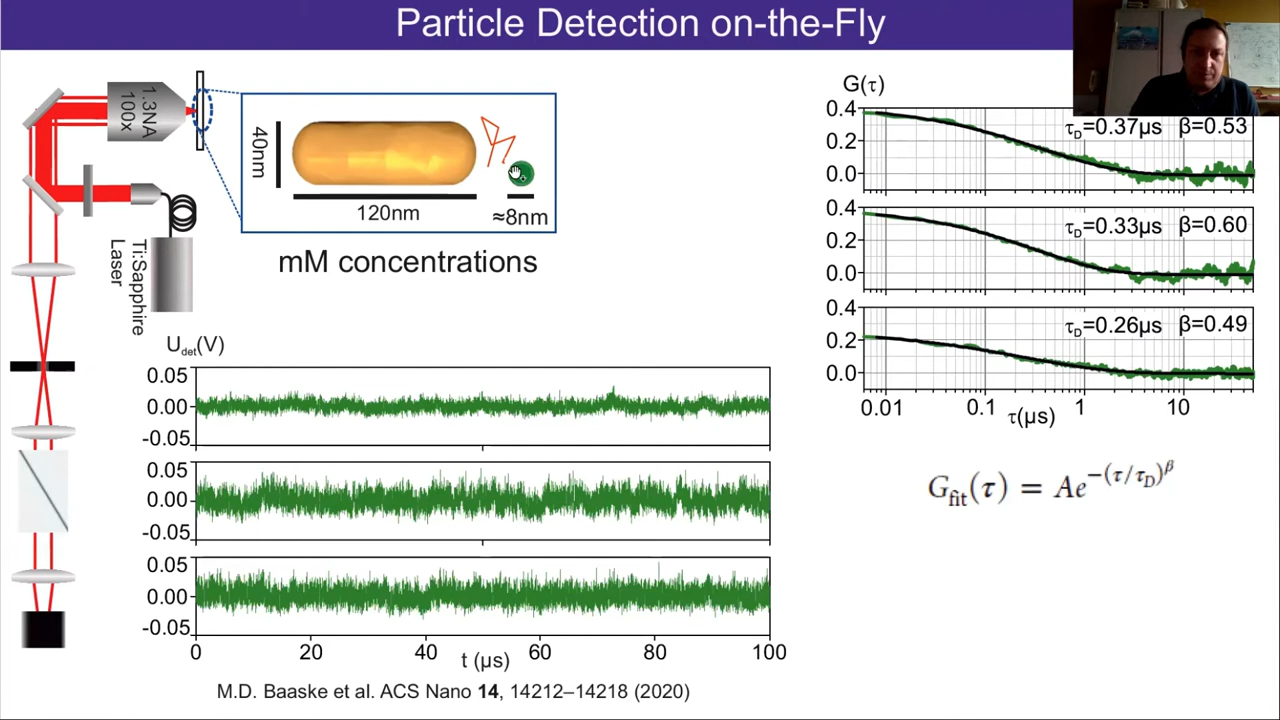 Particle Detection on-the-Fly
1.3NA
100x
Ti:Sapphire
Laser
40nm
120nm
≈8nm
mM concentrations
U_det(V)
0.05
0.00
-0.05
0.05
0.00
-0.05
0.05
0.00
-0.05
0 20 40 60 80 100
t (µs)
M.D. Baaske et al. ACS Nano 14, 14212–14218 (2020)
G(τ)
0.4
0.2
0.0
τ_D=0.37µs β=0.53
0.4
0.2
0.0
τ_D=0.33µs β=0.60
0.4
0.2
0.0
τ_D=0.26µs β=0.49
0.01 0.1 1 10
τ(µs)
G_fit(τ) = Ae^−(τ/τ_D)^β